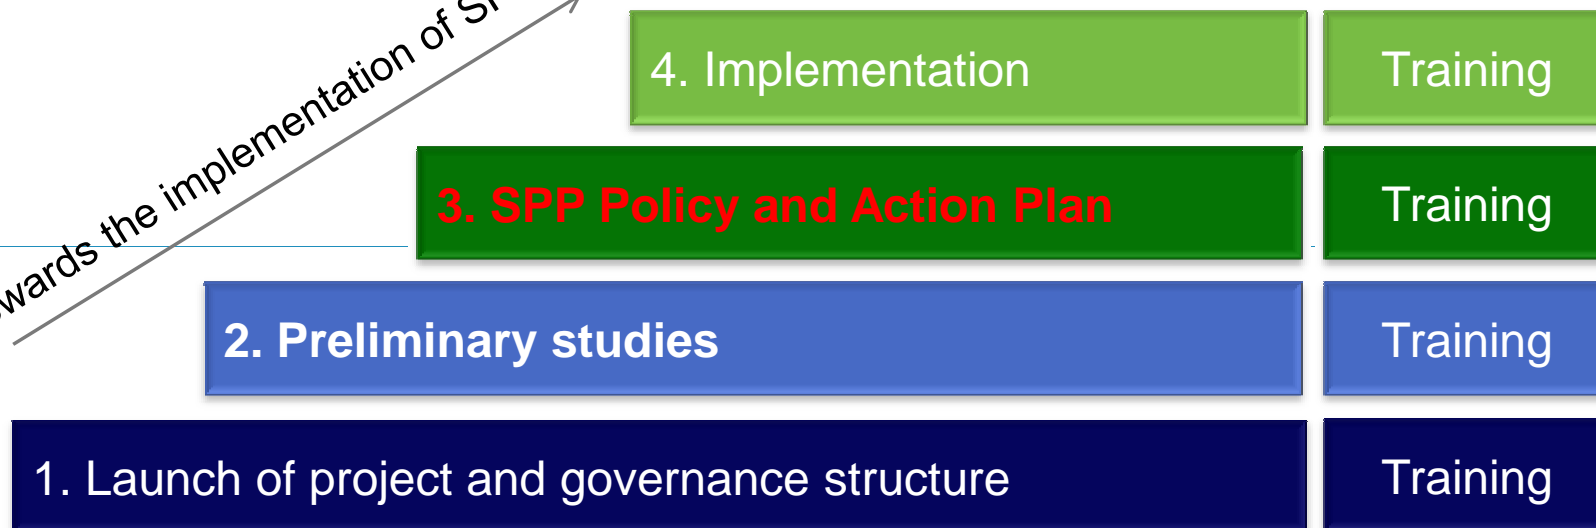 the implementation of
4. Implementation
Training
3. SPP Policy and Action Plan
Training
2. Preliminary studies
Training
1. Launch of project and governance structure
Training